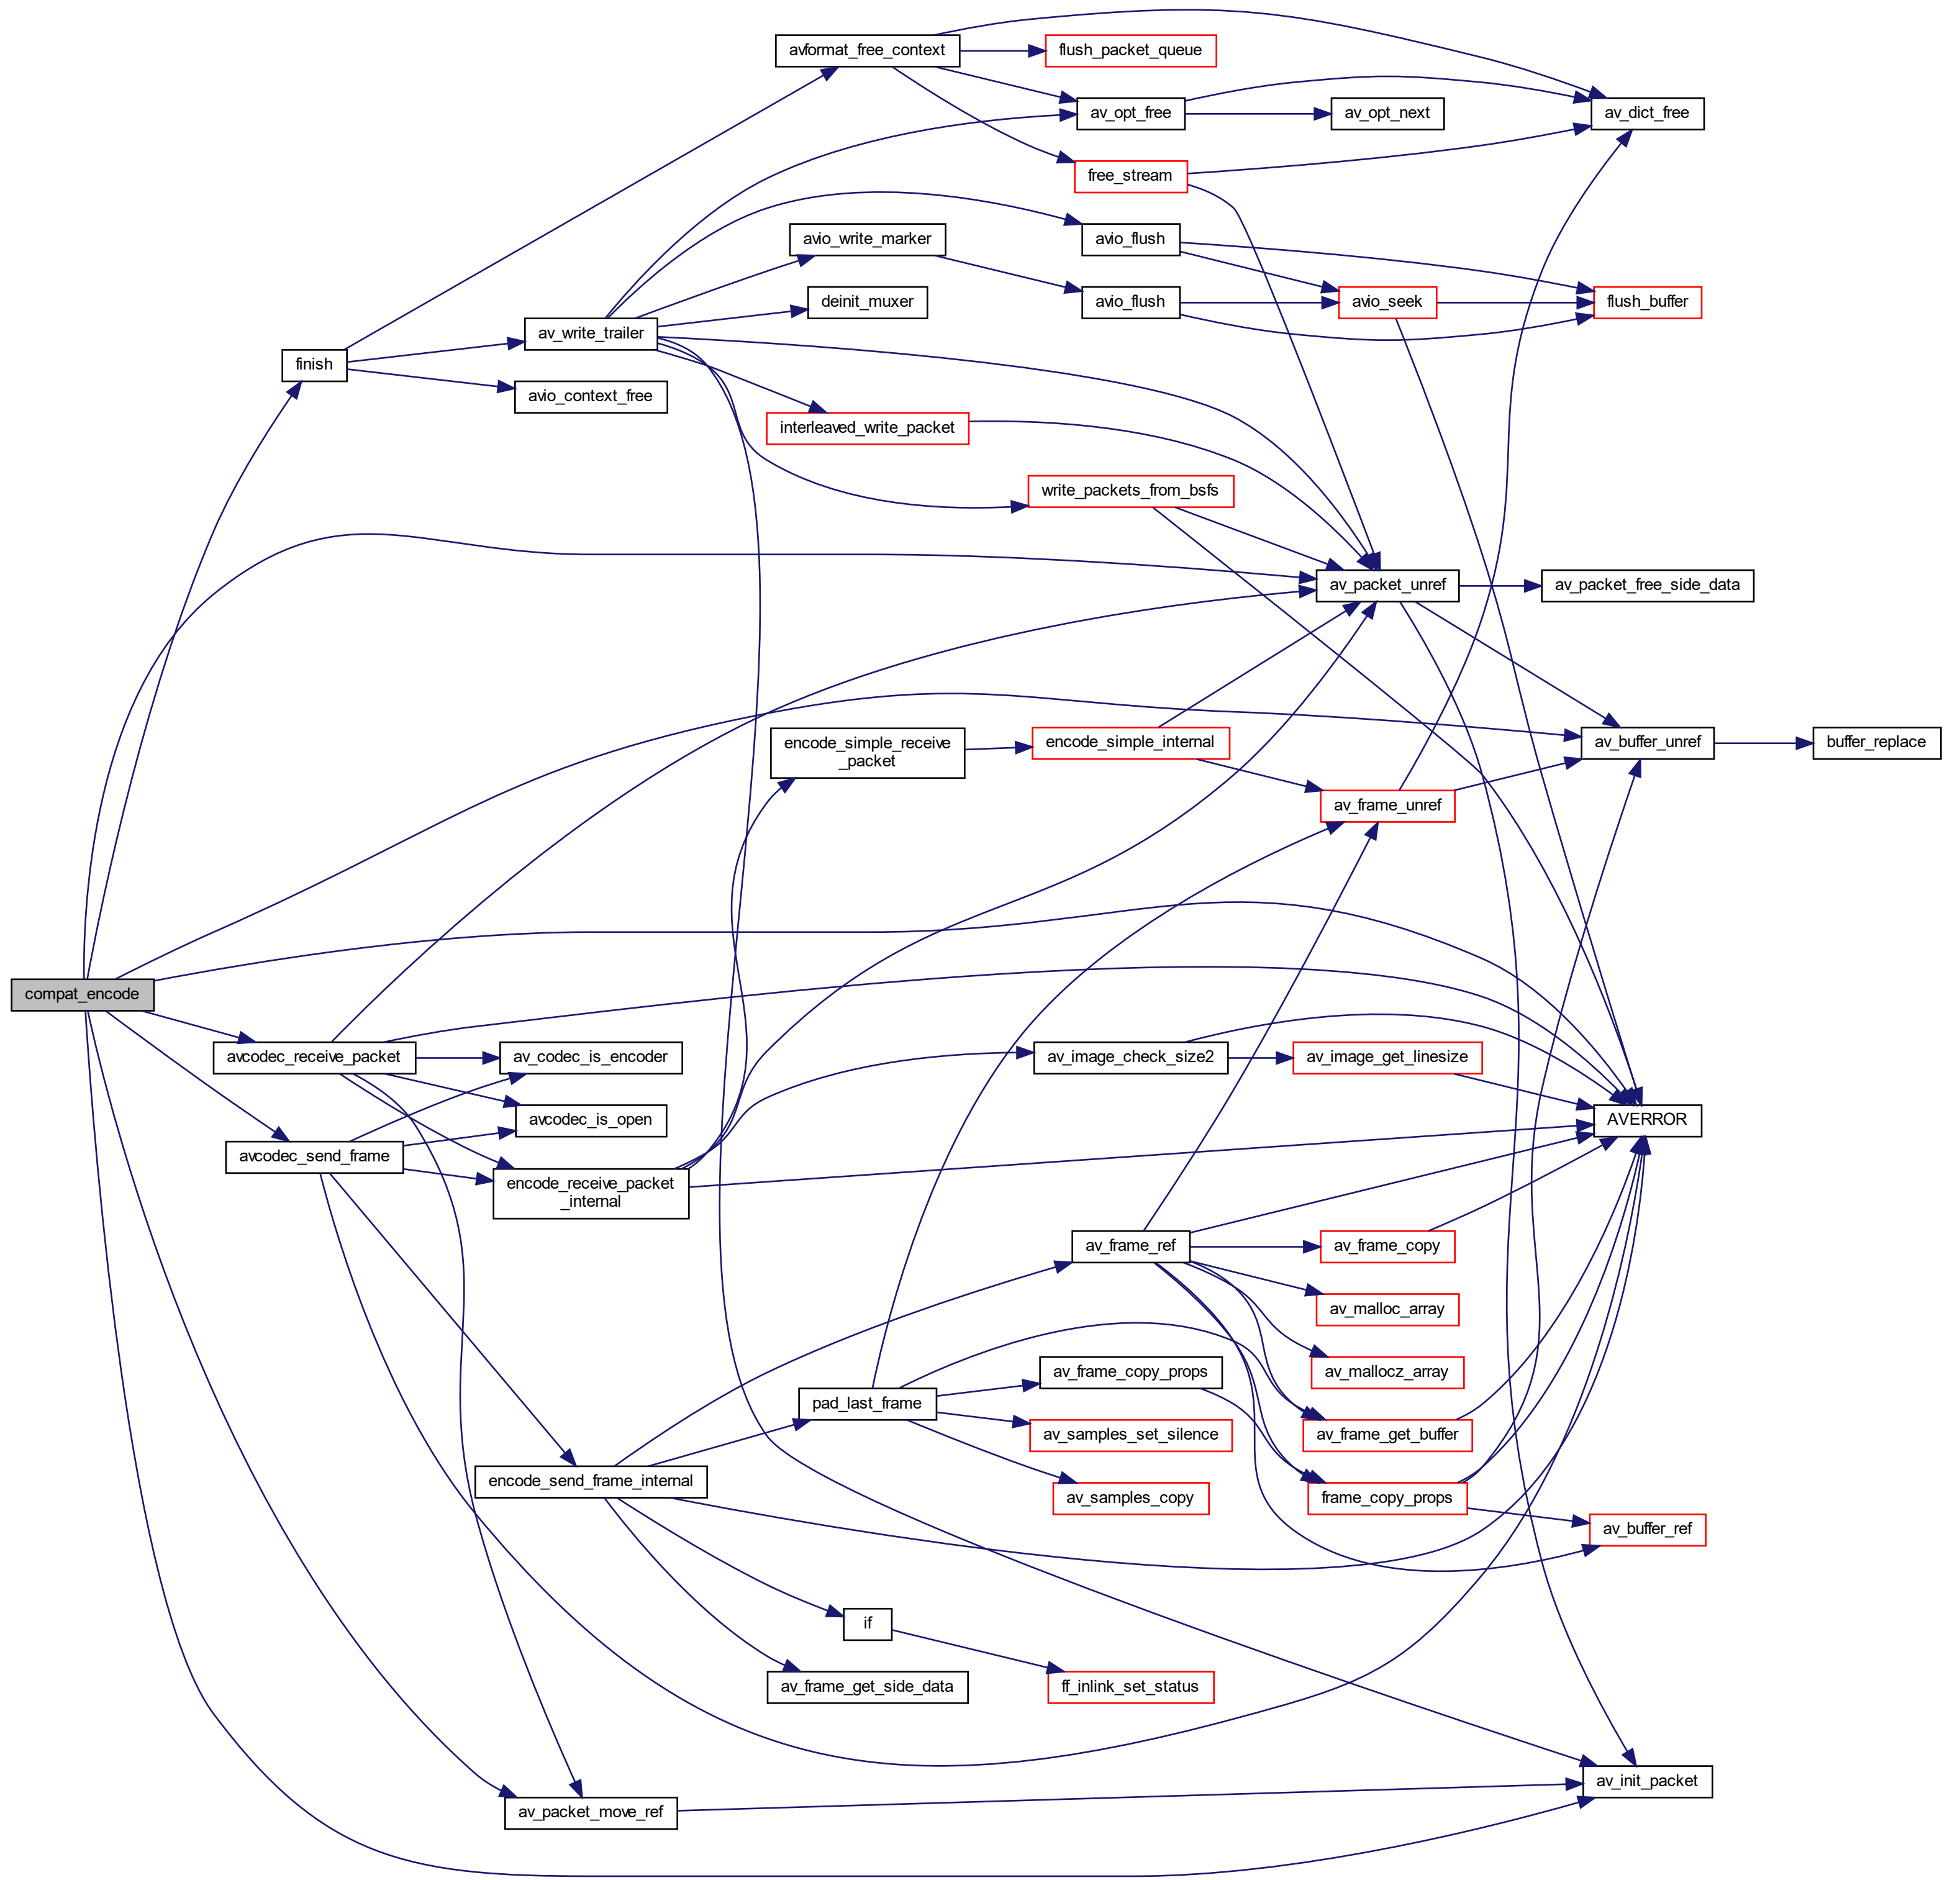 avformat_free_context
flush_packet_queue
av_opt_free
av_opt_next
av_dict_free
free_stream
avio_write_marker
avio_flush
deinit_muxer
avio_flush
avio_seek
flush_buffer
finish
av_write_trailer
avio_context_free
interleaved_write_packet
write_packets_from_bsfs
av_packet_unref
av_packet_free_side_data
encode_simple_receive
_packet
encode_simple_internal
av_buffer_unref
buffer_replace
av_frame_unref
compat_encode
avcodec_receive_packet
av_codec_is_encoder
av_image_check_size2
av_image_get_linesize
avcodec_is_open
AVERROR
avcodec_send_frame
encode_receive_packet
_internal
av_frame_ref
av_frame_copy
av_malloc_array
av_mallocz_array
av_frame_copy_props
pad_last_frame
av_samples_set_silence
av_frame_get_buffer
encode_send_frame_internal
av_samples_copy
frame_copy_props
av_buffer_ref
if
av_frame_get_side_data
ff_inlink_set_status
av_init_packet
av_packet_move_ref